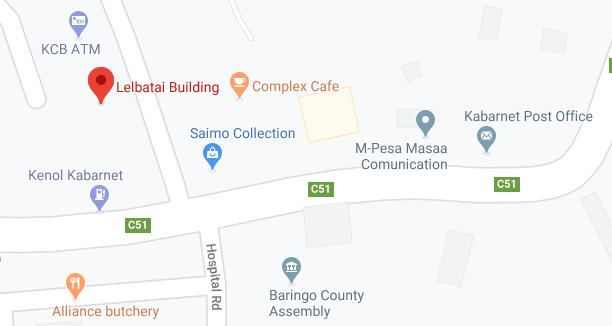 KCB ATM
Lelbatai Building
Complex Cafe
Kabarnet Post Office
Saimo Collection
M-Pesa Masaa
Comunication
Kenol Kabarnet
C51
C51
C51
Hospital Rd
Baringo County
Assembly
Alliance butchery